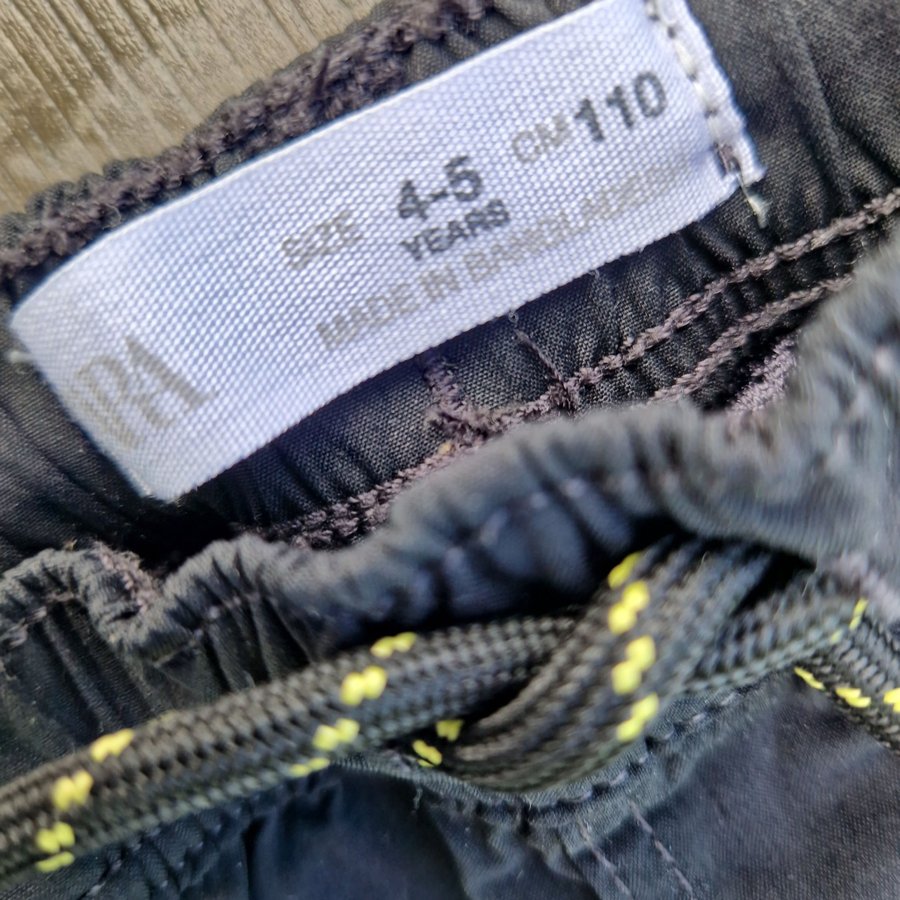 SIZE 4-5 CM 110
YEARS
MADE IN BANGLADESH